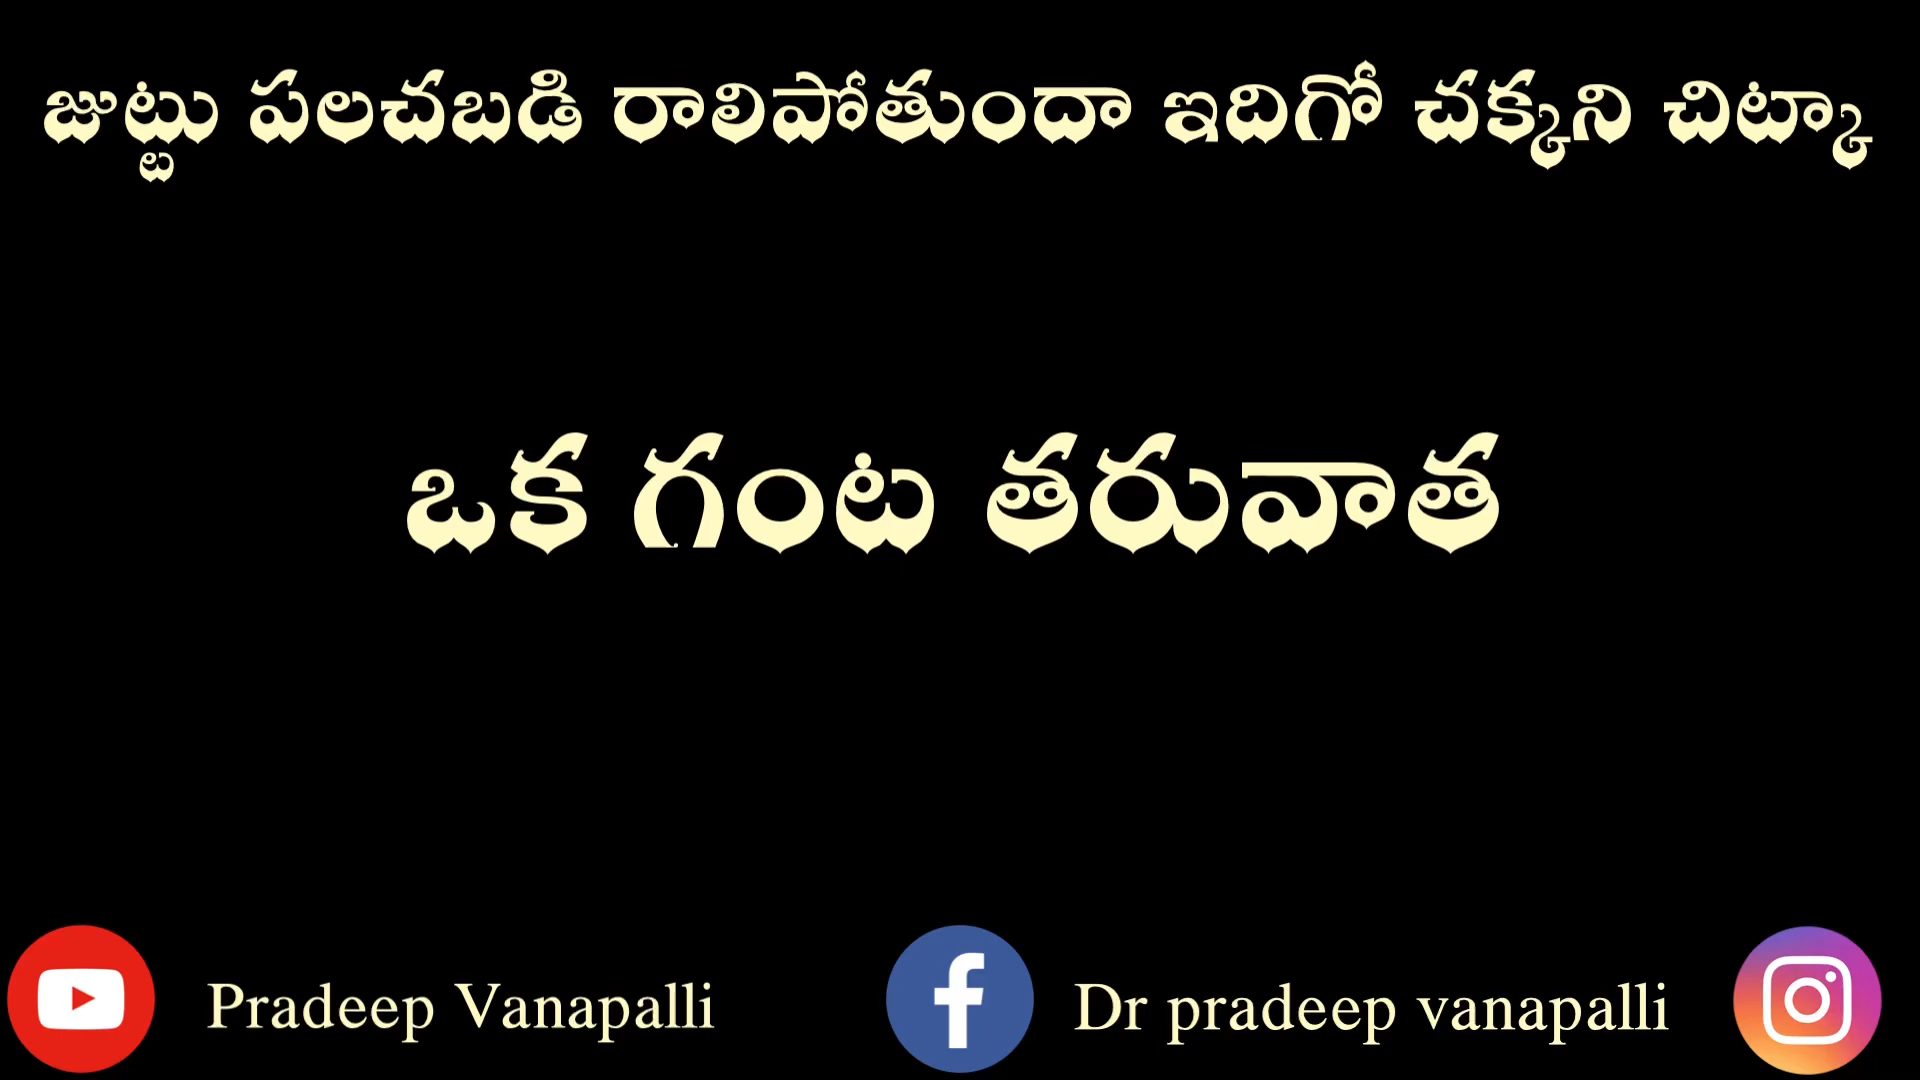 జుట్టు పలచబడి రాలిపోతుందా ఇదిగో చక్కని చిట్కా
ఒక గంట తరువాత
Pradeep Vanapalli
Dr pradeep vanapalli